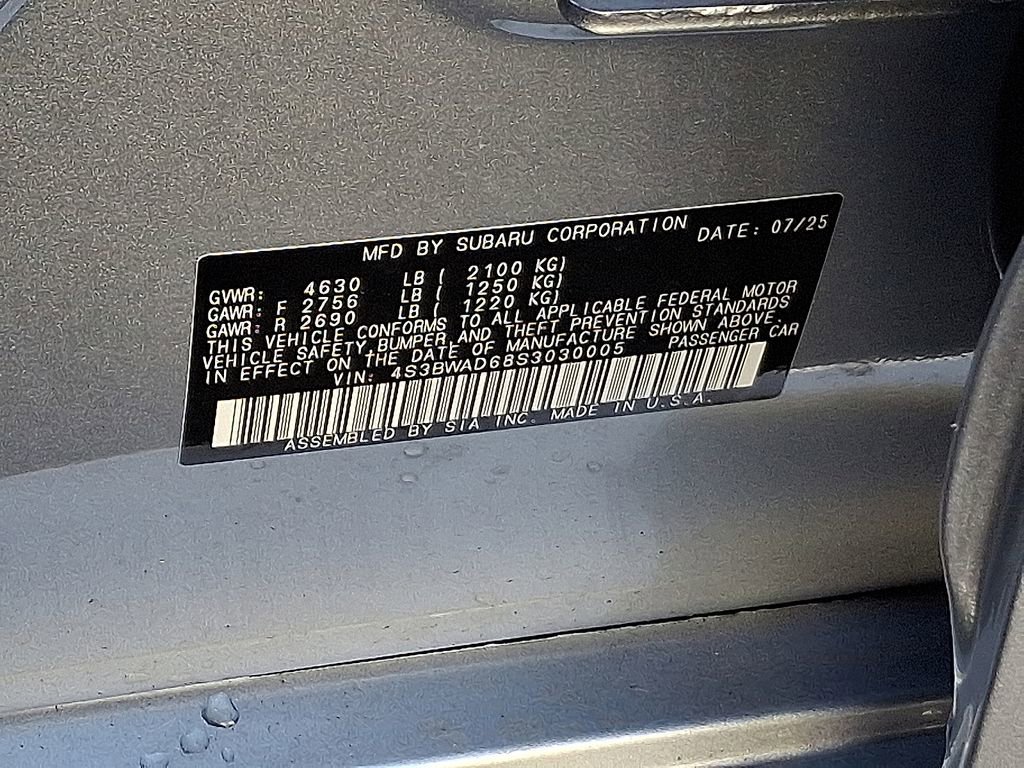 MFD BY SUBARU CORPORATION DATE: 07/25
GVWR: 4630 LB ( 2100 KG)
GAWR: F 2756 LB ( 1250 KG)
GAWR: R 2690 LB ( 1220 KG)
THIS VEHICLE CONFORMS TO ALL APPLICABLE FEDERAL MOTOR
VEHICLE SAFETY, BUMPER, AND THEFT PREVENTION STANDARDS
IN EFFECT ON THE DATE OF MANUFACTURE SHOWN ABOVE.
VIN: 4S3BWAD68S3030005 PASSENGER CAR
ASSEMBLED BY SIA INC. MADE IN U.S.A.